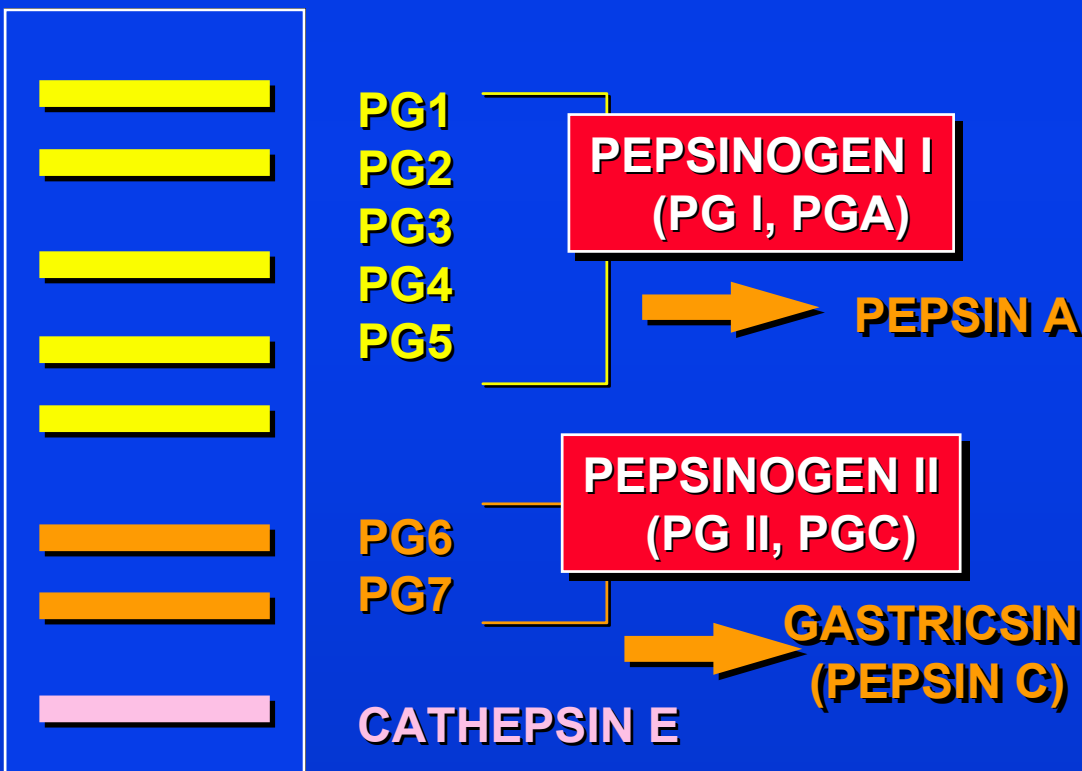 PG1
PG2
PG3
PG4
PG5
PEPSINOGEN I
(PG I, PGA)
PEPSIN A
PG6
PG7
PEPSINOGEN II
(PG II, PGC)
GASTRICSIN
(PEPSIN C)
CATHEPSIN E